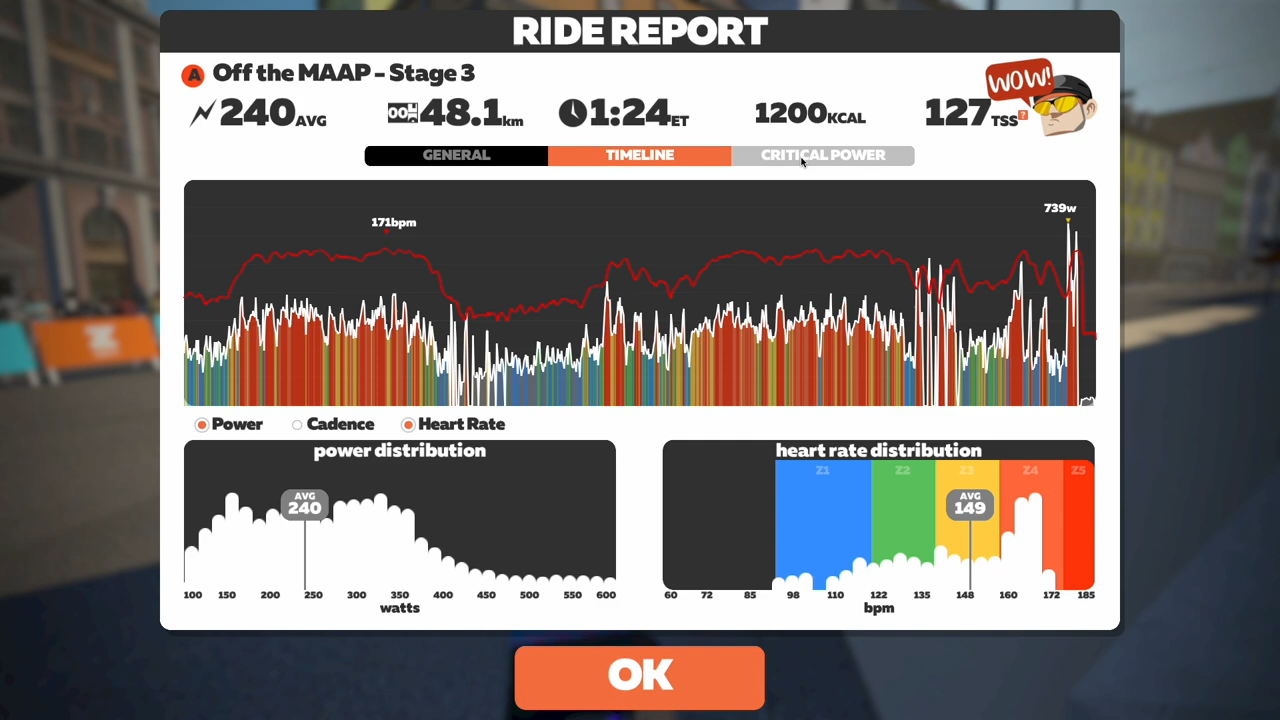 RIDE REPORT
A Off the MAAP - Stage 3
WOW!
240AVG 48.1km 1:24ET 1200KCAL 127TSS?
GENERAL TIMELINE CRITICAL POWER
739w
171bpm
Power Cadence Heart Rate
power distribution
AVG
240
100 150 200 250 300 350 400 450 500 550 600
watts
heart rate distribution
Z1 Z2 Z3 Z4 Z5
AVG
149
60 72 85 98 110 122 135 148 160 172 185
bpm
OK